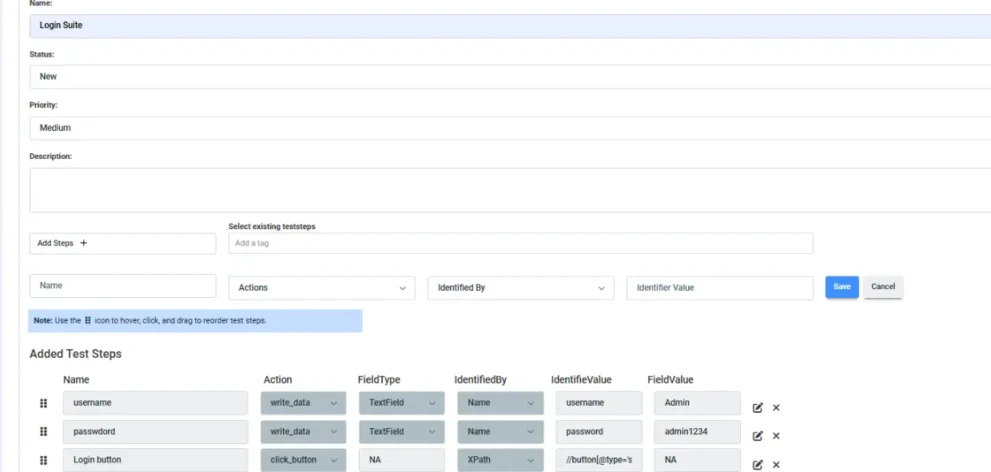 Name:
Login Suite
Status:
New
Priority:
Medium
Description:
Select existing teststeps
Add Steps +
Add a tag
Name
Actions
Identified By
Identifier Value
Save
Cancel
Note: Use the icon to hover, click, and drag to reorder test steps.
Added Test Steps
Name Action FieldType IdentifiedBy IdentifieValue FieldValue
username write_data TextField Name username Admin
passwdord write_data TextField Name password admin1234
Login button click_button NA XPath //button[@type='s NA